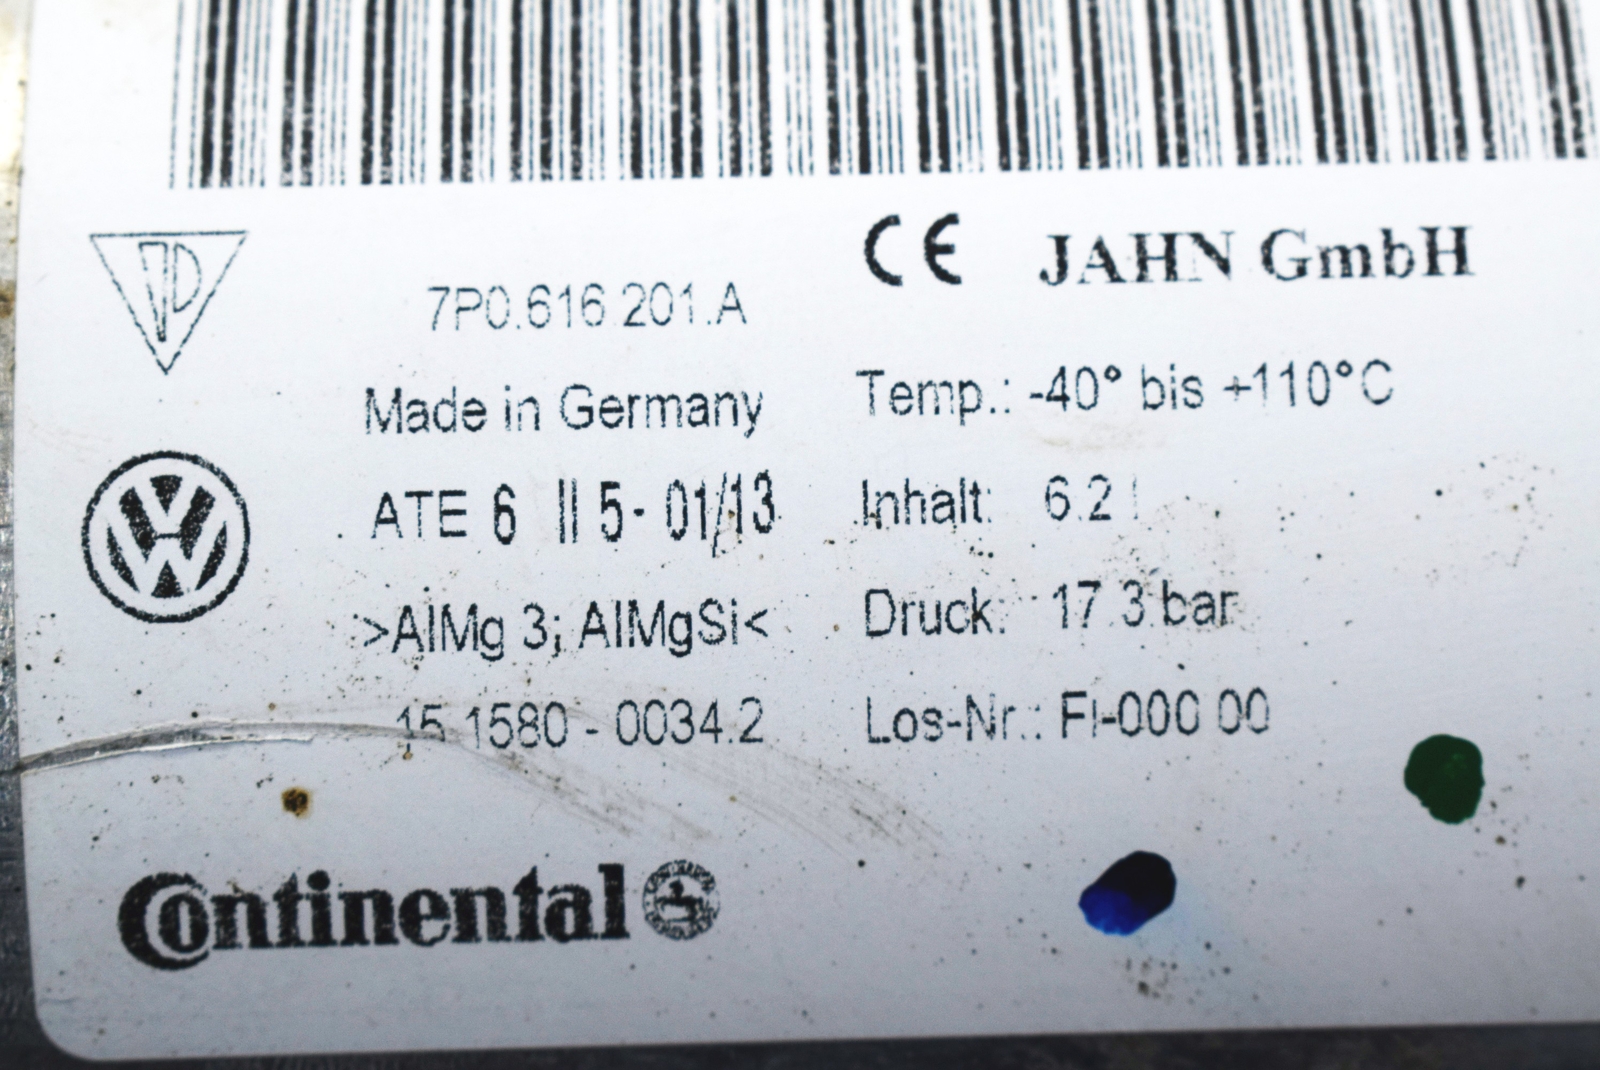 CE JAHN GmbH
7P0.616.201.A
Made in Germany
Temp.: -40° bis +110°C
ATE 6 II 5- 01/13
Inhalt: 6.2 l
>AlMg 3; AlMgSi<
Druck: 17.3 bar
15.1580 - 0034.2
Los-Nr.: FI-000 00
Continental